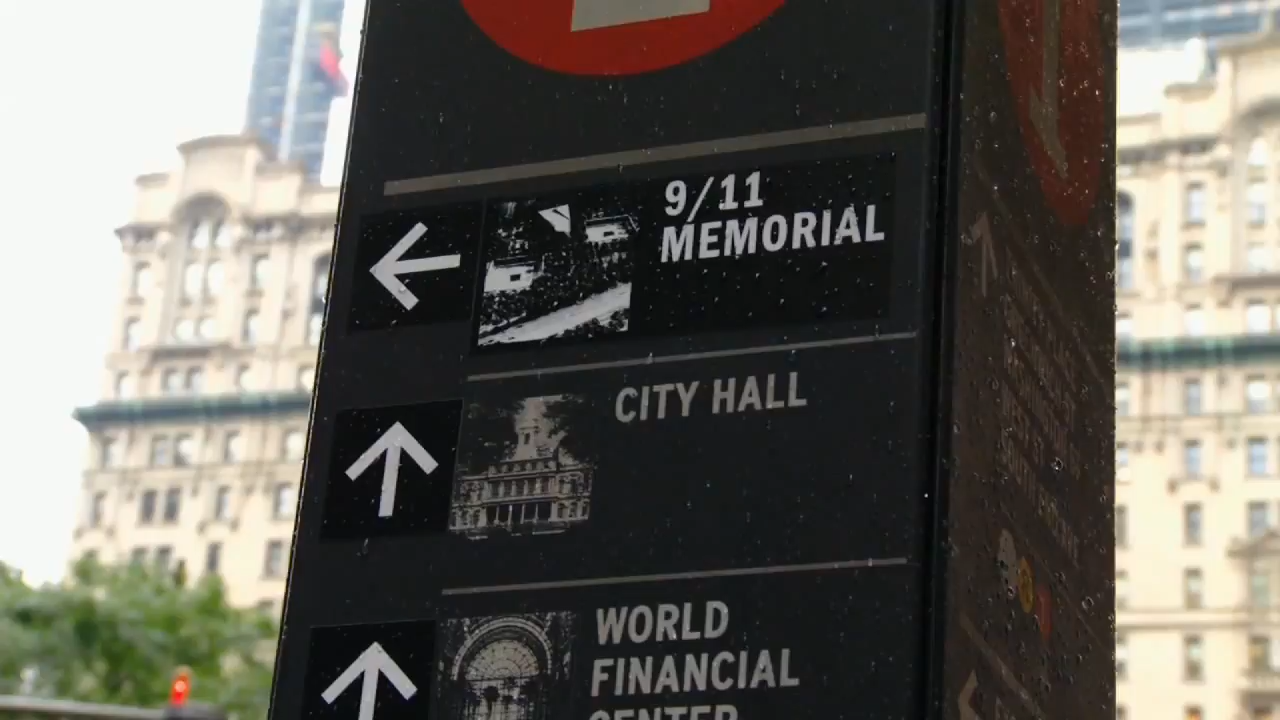 9/11
MEMORIAL
CITY HALL
WORLD
FINANCIAL
CENTER